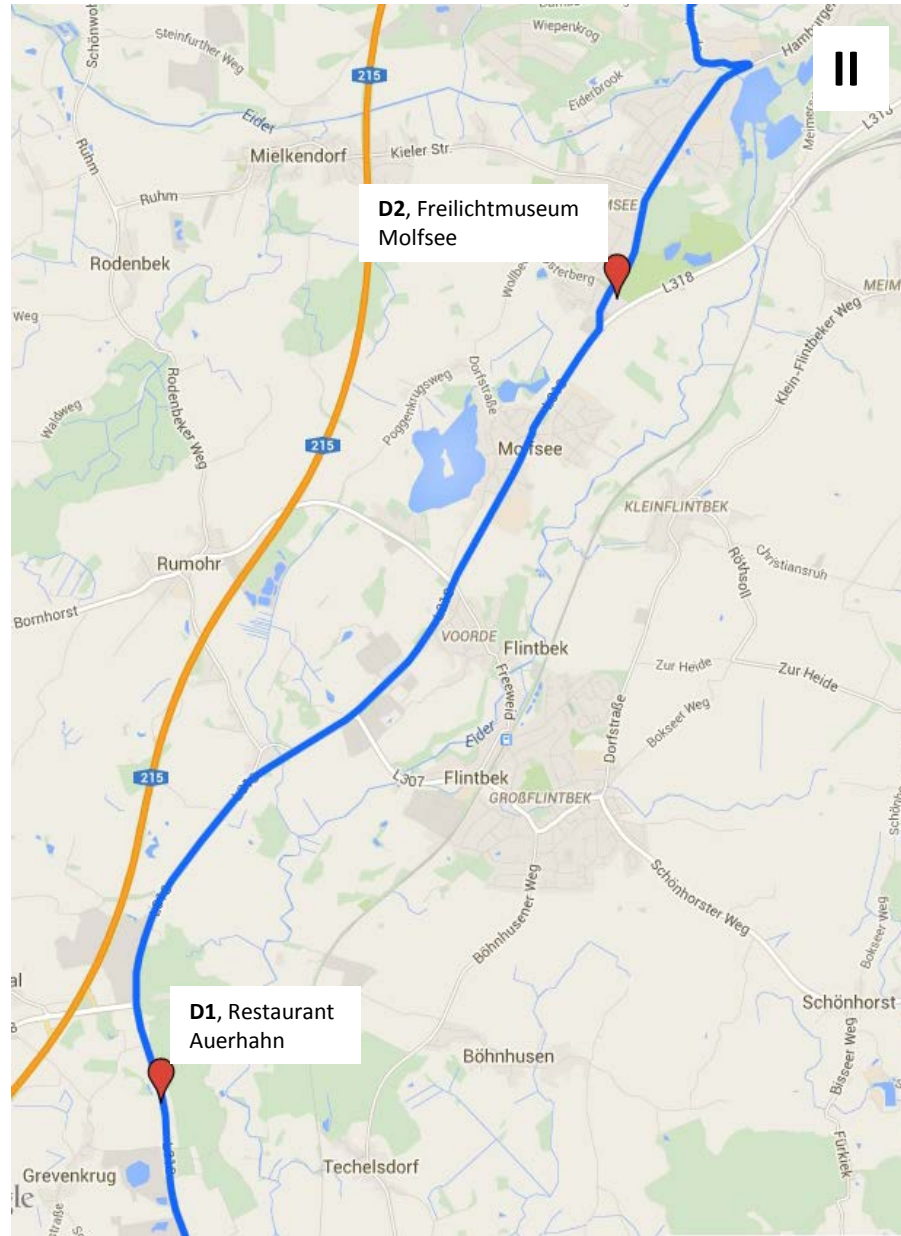 II
Wiepenkrog
Steinfurther Weg
215
Eiderbrook
Eider
Mielkendorf
Kieler Str.
L318
Ruhm
Ruhm
D2, Freilichtmuseum
Molfsee
Rodenbek
L318
Weg
Klein-Flintbeker Weg
Waldweg
Rodenbeker Weg
Poggenkrugsweg
Dorfstraße
215
Molfsee
KLEINFLINTBEK
Rumohr
Röthsoll
Christiansruh
Bornhorst
VOORDE
Flintbek
Freeweid
Zur Heide
Zur Heide
Dorfstraße
Bokseer Weg
Eider
215
L307
Flintbek
GROßFLINTBEK
Schönhorster Weg
Böhnhusener Weg
Bokseer Weg
D1, Restaurant
Auerhahn
Schönhorst
Böhnhusen
Bisseer Weg
Grevenkrug
Techelsdorf
Fürkiek